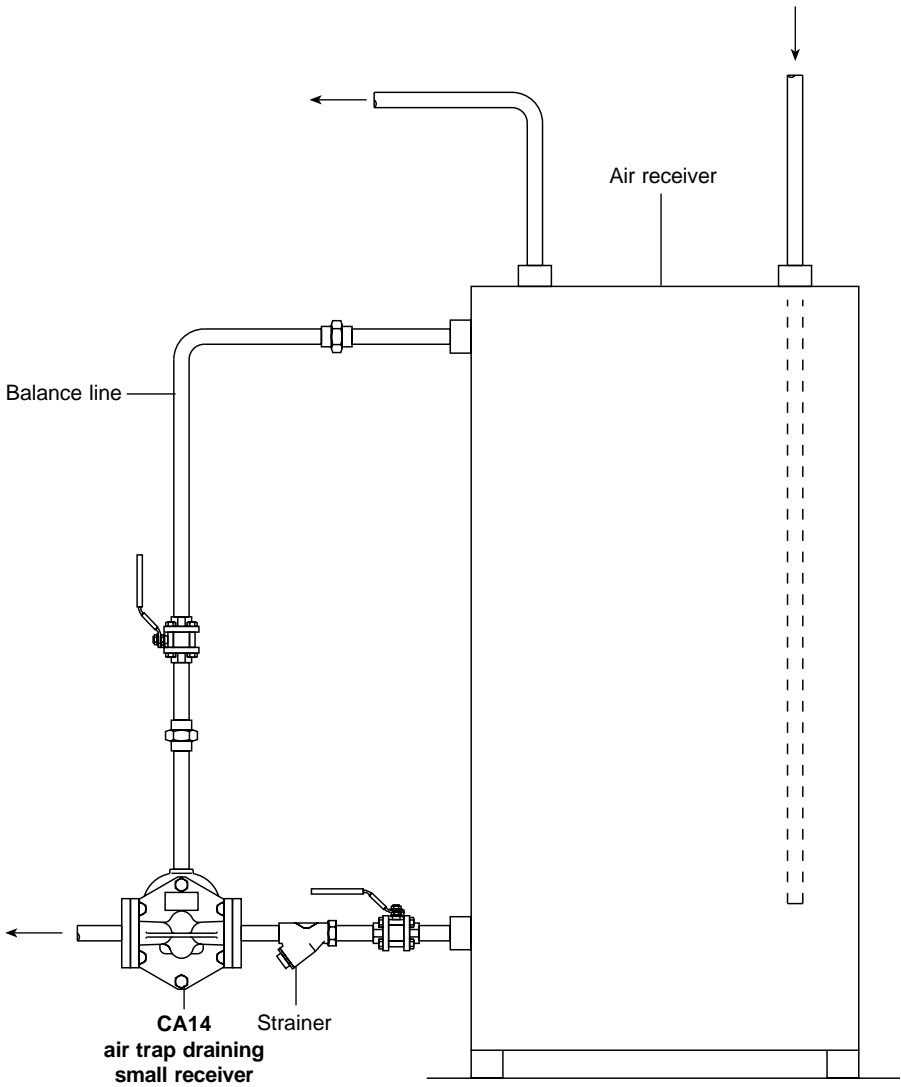 Air receiver
Balance line
CA14
air trap draining
small receiver
Strainer